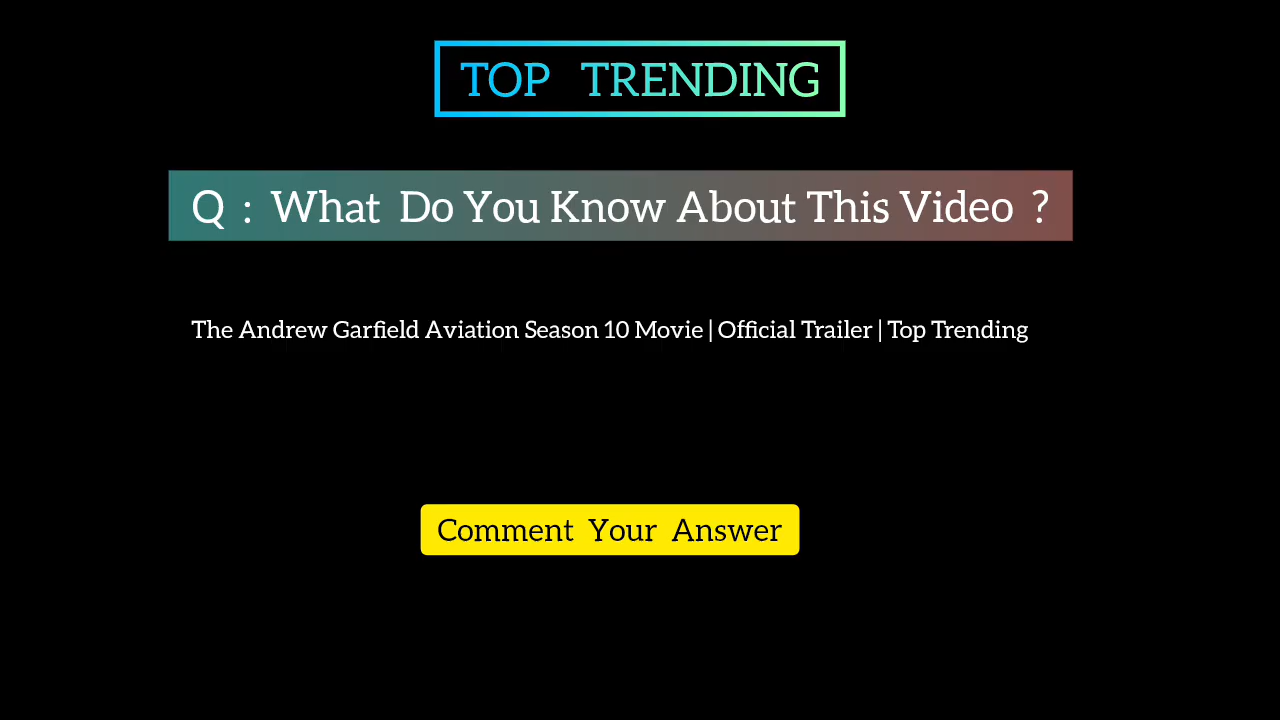 TOP TRENDING
Q : What Do You Know About This Video ?
The Andrew Garfield Aviation Season 10 Movie | Official Trailer | Top Trending
Comment Your Answer